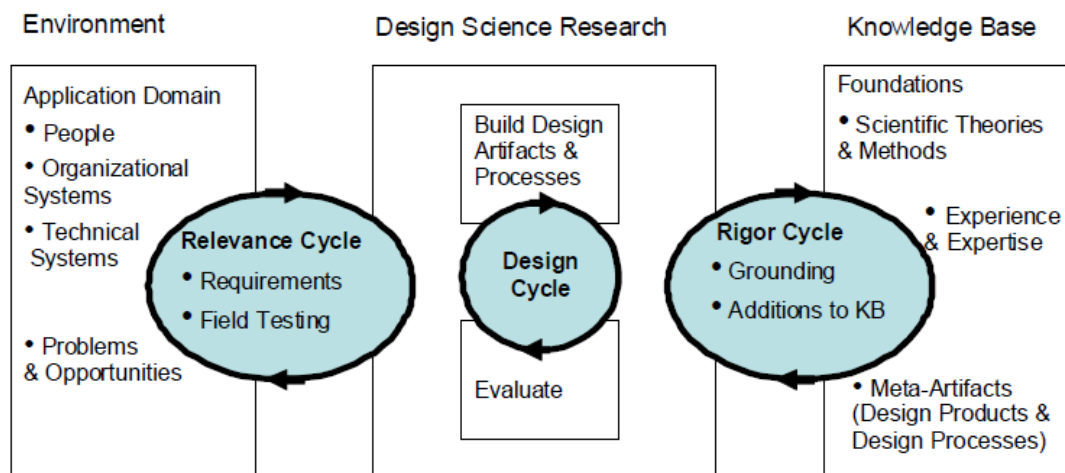 Environment
Design Science Research
Knowledge Base
Application Domain
• People
• Organizational
Systems
• Technical
Systems
• Problems
& Opportunities
Relevance Cycle
• Requirements
• Field Testing
Build Design
Artifacts &
Processes
Design
Cycle
Evaluate
Rigor Cycle
• Grounding
• Additions to KB
Foundations
• Scientific Theories
& Methods
• Experience
& Expertise
• Meta-Artifacts
(Design Products &
Design Processes)